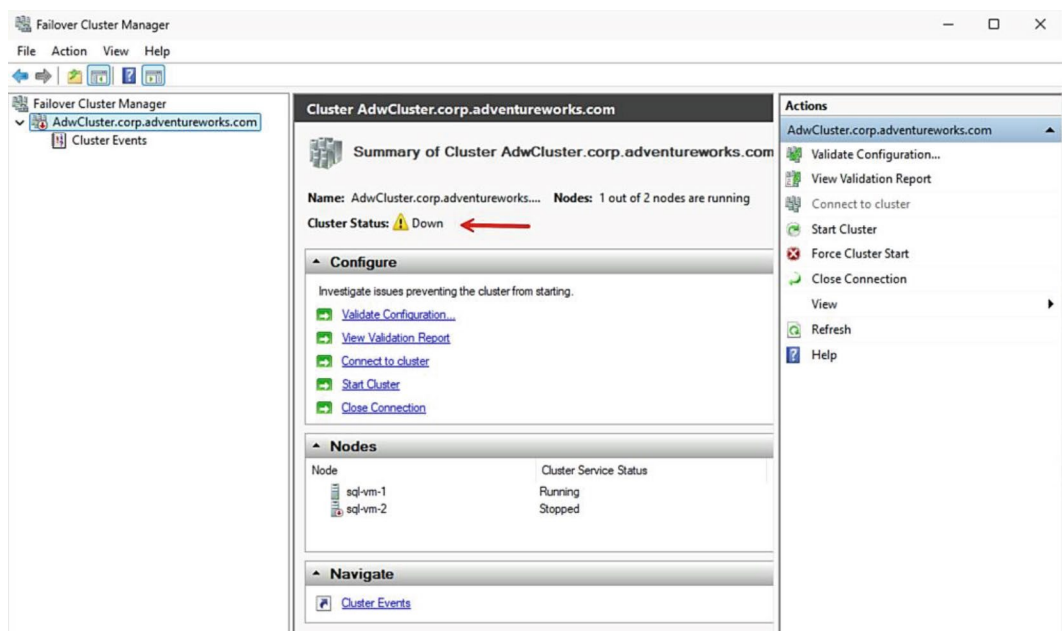 Failover Cluster Manager
File Action View Help
Failover Cluster Manager
AdwCluster.corp.adventureworks.com
Cluster Events
Cluster AdwCluster.corp.adventureworks.com
Summary of Cluster AdwCluster.corp.adventureworks.com
Name: AdwCluster.corp.adventureworks.... Nodes: 1 out of 2 nodes are running
Cluster Status: Down
Configure
Investigate issues preventing the cluster from starting.
Validate Configuration...
View Validation Report
Connect to cluster
Start Cluster
Close Connection
Nodes
Node Cluster Service Status
sql-vm-1 Running
sql-vm-2 Stopped
Navigate
Cluster Events
Actions
AdwCluster.corp.adventureworks.com
Validate Configuration...
View Validation Report
Connect to cluster
Start Cluster
Force Cluster Start
Close Connection
View
Refresh
Help